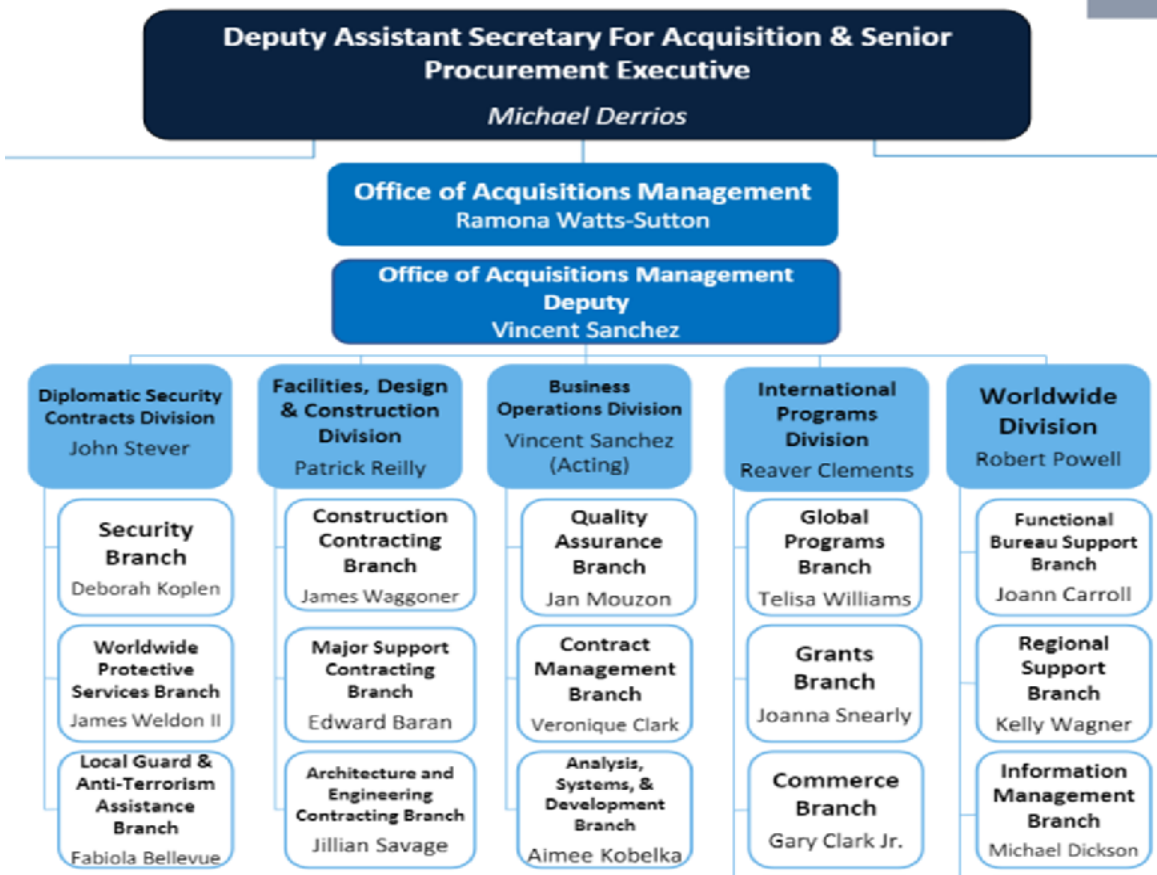 Deputy Assistant Secretary For Acquisition & Senior
Procurement Executive
Michael Derrios
Office of Acquisitions Management
Ramona Watts-Sutton
Office of Acquisitions Management
Deputy
Vincent Sanchez
Diplomatic Security
Contracts Division
John Stever
Security
Branch
Deborah Koplen
Worldwide
Protective
Services Branch
James Weldon II
Local Guard &
Anti-Terrorism
Assistance
Branch
Fabiola Bellevue
Facilities, Design
& Construction
Division
Patrick Reilly
Construction
Contracting
Branch
James Waggoner
Major Support
Contracting
Branch
Edward Baran
Architecture and
Engineering
Contracting Branch
Jillian Savage
Business
Operations Division
Vincent Sanchez
(Acting)
Quality
Assurance
Branch
Jan Mouzon
Contract
Management
Branch
Veronique Clark
Analysis,
Systems, &
Development
Branch
Aimee Kobelka
International
Programs
Division
Reaver Clements
Global
Programs
Branch
Telisa Williams
Grants
Branch
Joanna Snearly
Commerce
Branch
Gary Clark Jr.
Worldwide
Division
Robert Powell
Functional
Bureau Support
Branch
Joann Carroll
Regional
Support
Branch
Kelly Wagner
Information
Management
Branch
Michael Dickson